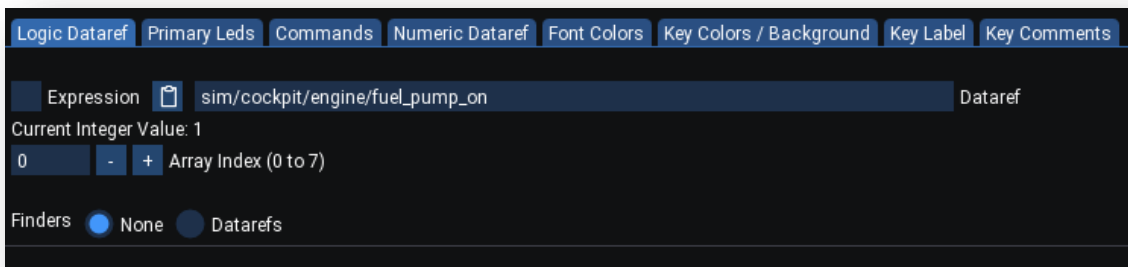 Logic Dataref Primary Leds Commands Numeric Dataref Font Colors Key Colors / Background Key Label Key Comments
Expression sim/cockpit/engine/fuel_pump_on Dataref
Current Integer Value: 1
0 - + Array Index (0 to 7)
Finders None Datarefs